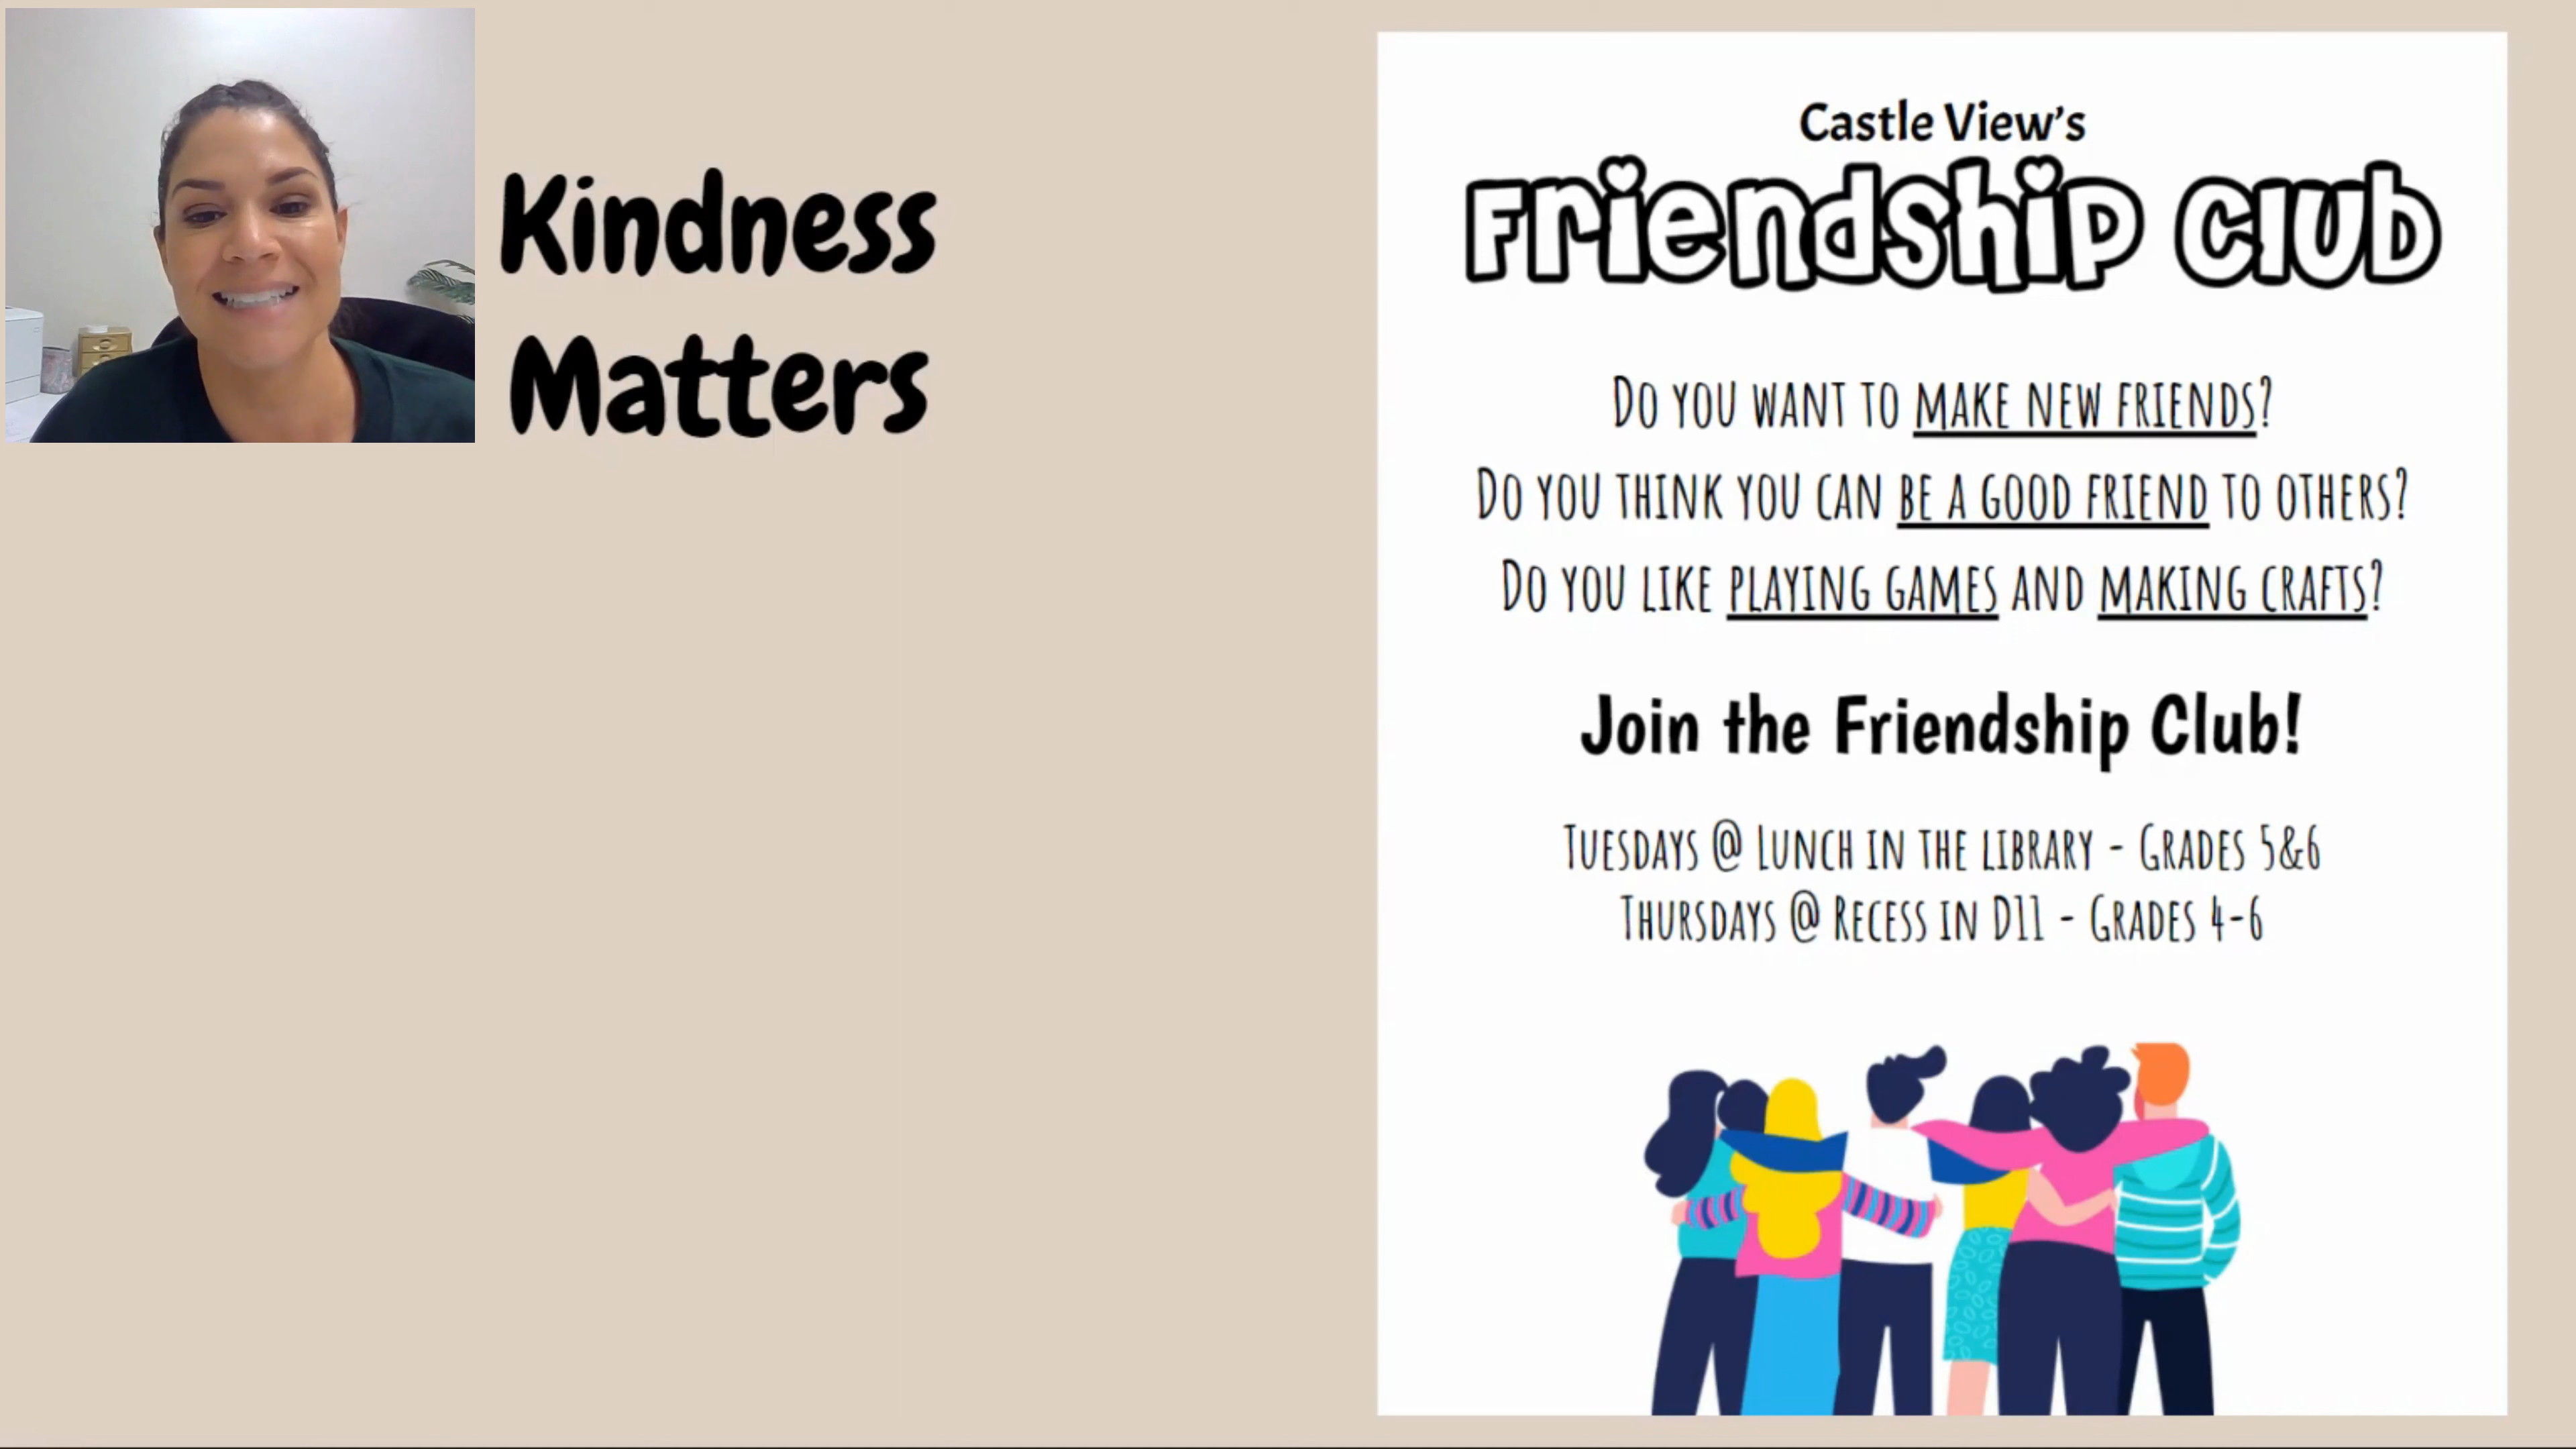 Kindness
Matters
Castle View's
Friendship Club
Do you want to make new friends?
Do you think you can be a good friend to others?
Do you like playing games and making crafts?
Join the Friendship Club!
Tuesdays @ Lunch in the library - Grades 5&6
Thursdays @ Recess in D11 - Grades 4-6